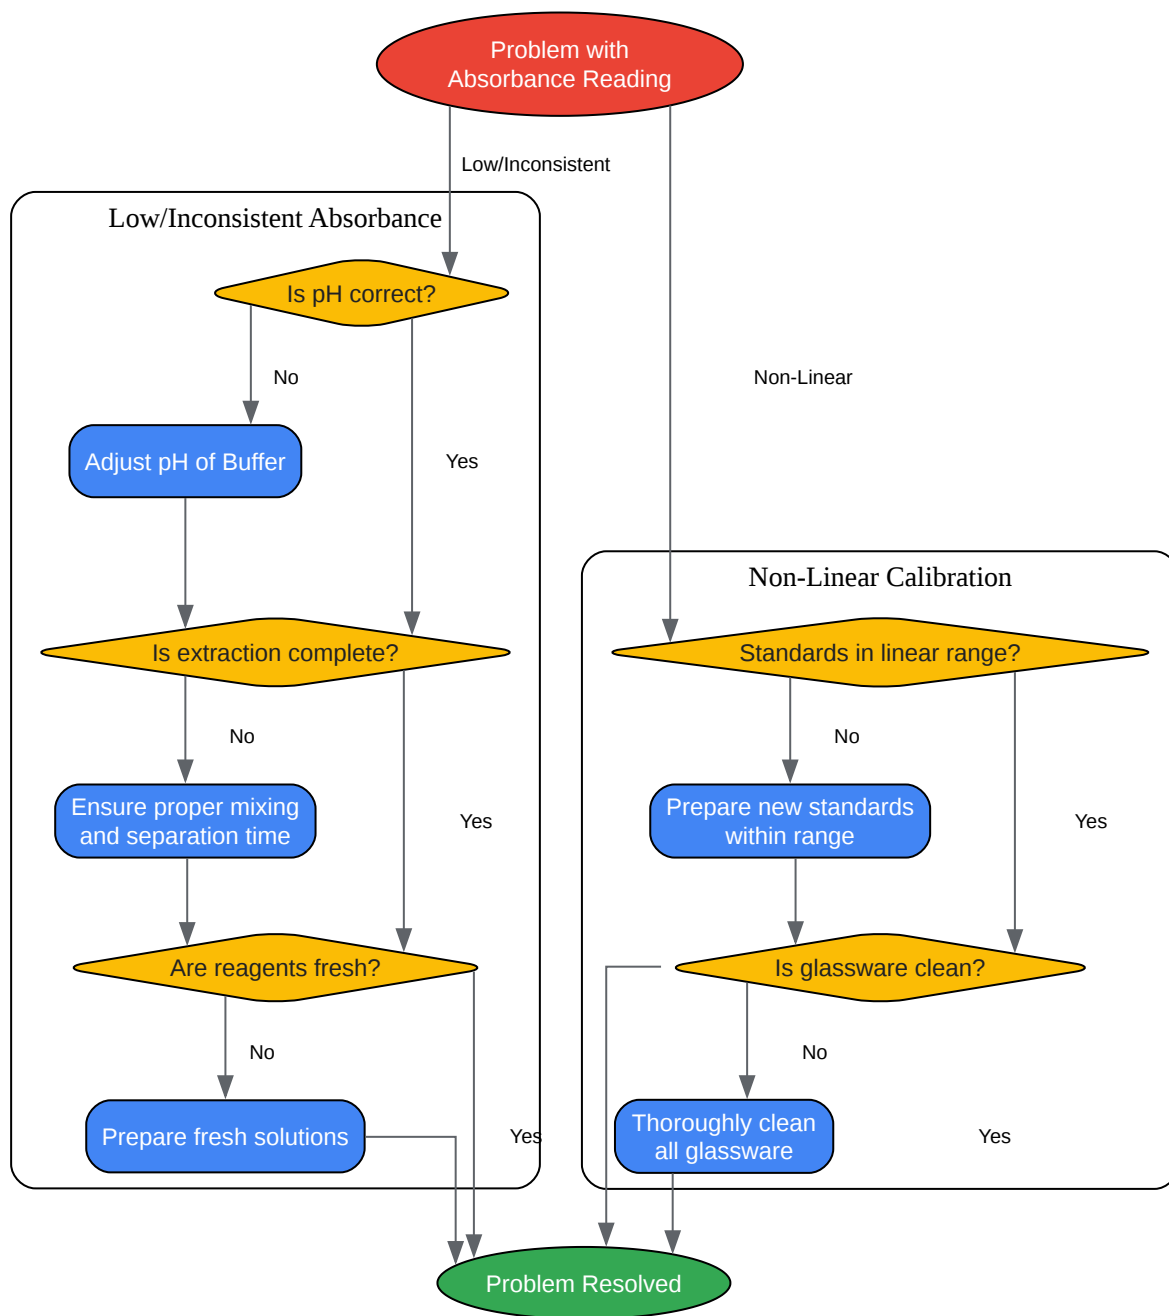 Problem with
Absorbance Reading
Low/Inconsistent
Low/Inconsistent Absorbance
Is pH correct?
No
Non-Linear
Adjust pH of Buffer
Yes
Non-Linear Calibration
Is extraction complete?
Standards in linear range?
No
No
Ensure proper mixing
and separation time
Yes
Prepare new standards
within range
Yes
Are reagents fresh?
Is glassware clean?
No
No
Prepare fresh solutions
Yes
Thoroughly clean
all glassware
Yes
Problem Resolved